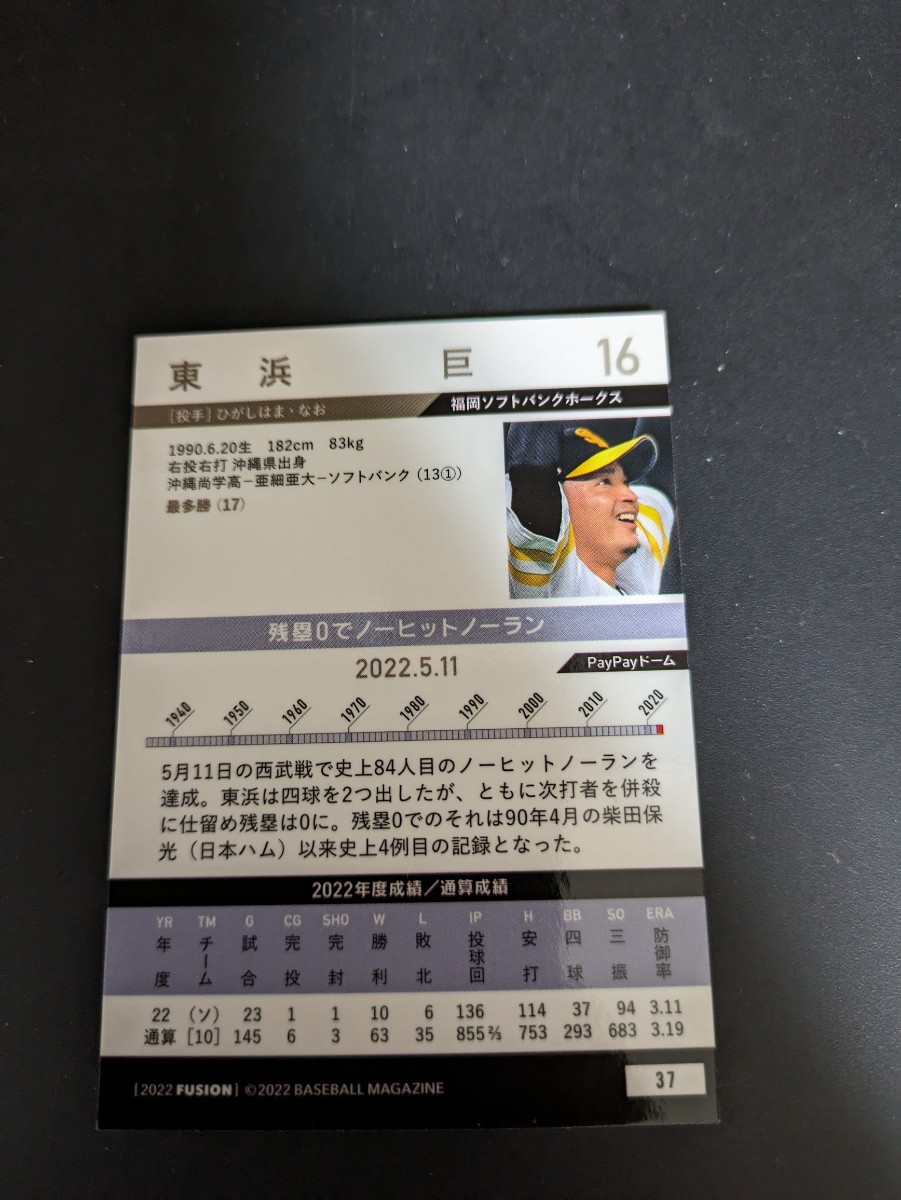 東浜 巨 16
[投手] ひがしはま・なお 福岡ソフトバンクホークス
1990.6.20生 182cm 83kg
右投右打 沖縄県出身
沖縄尚学高－亜細亜大－ソフトバンク（13①）
最多勝（17）
残塁0でノーヒットノーラン
2022.5.11 PayPayドーム
1940 1950 1960 1970 1980 1990 2000 2010 2020
5月11日の西武戦で史上84人目のノーヒットノーランを
達成。東浜は四球を2つ出したが、ともに次打者を併殺
に仕留め残塁は0に。残塁0でのそれは90年4月の柴田保
光（日本ハム）以来史上4例目の記録となった。
2022年度成績／通算成績
YR TM G CG SHO W L IP H BB SO ERA
年度 チーム 試合 完投 完封 勝利 敗北 投球回 安打 四球 三振 防御率
22 （ソ） 23 1 1 10 6 136 114 37 94 3.11
通算 [10] 145 6 3 63 35 855⅔ 753 293 683 3.19
[2022 FUSION] ©2022 BASEBALL MAGAZINE 37